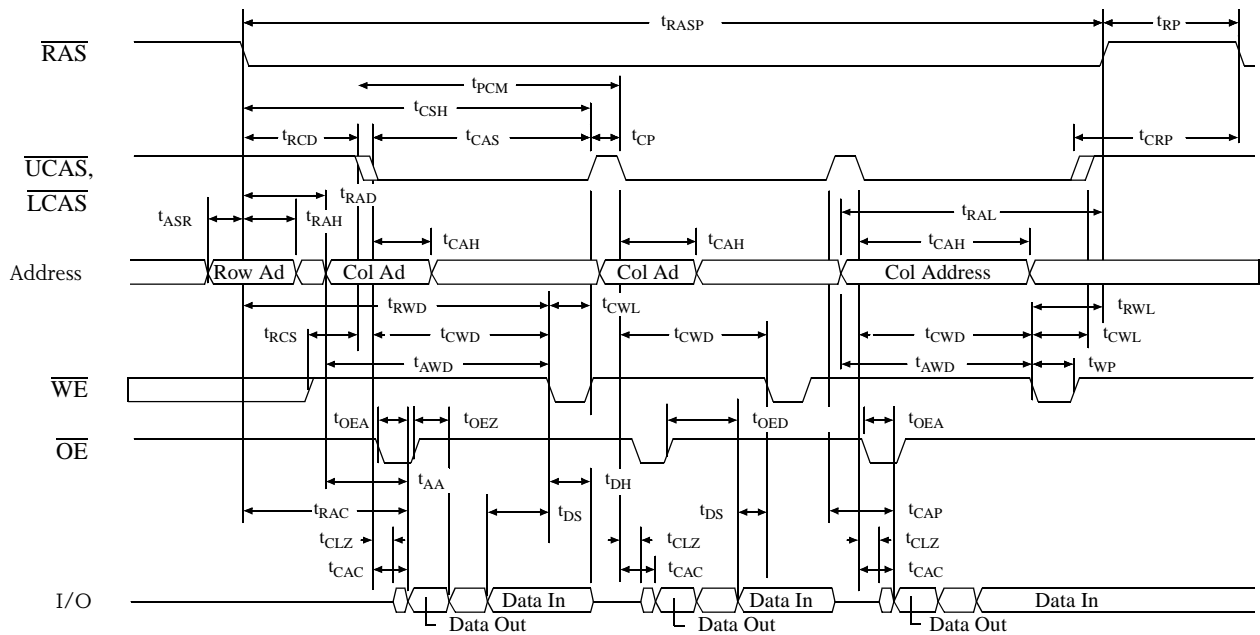 tRASP
tRP
RAS
tPCM
tCSH
tRCD
tCAS
tCP
tCRP
UCAS,
LCAS
tRAD
tASR
tRAH
tRAL
tCAH
tCAH
tCAH
Address
Row Ad
Col Ad
Col Ad
Col Address
tRWD
tCWL
tRWL
tRCS
tCWD
tCWD
tCWD
tCWL
tAWD
tAWD
tWP
WE
tOEA
tOEZ
tOED
tOEA
OE
tAA
tDH
tRAC
tDS
tDS
tCAP
tCLZ
tCLZ
tCLZ
tCAC
tCAC
tCAC
I/O
Data In
Data In
Data In
Data Out
Data Out
Data Out